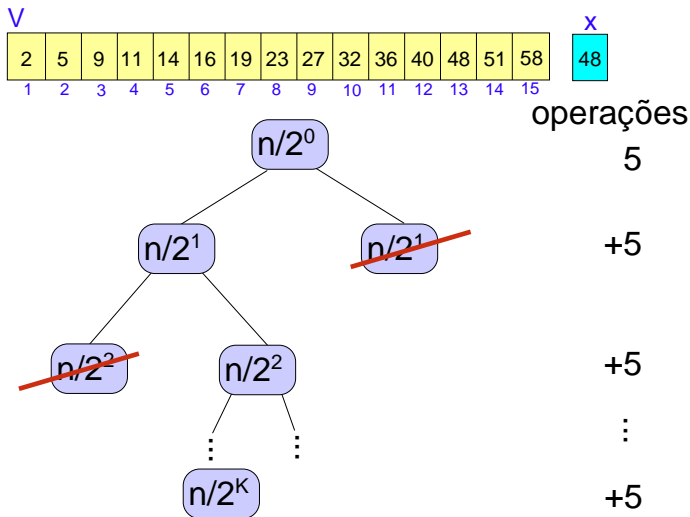 V x
2 5 9 11 14 16 19 23 27 32 36 40 48 51 58 48
1 2 3 4 5 6 7 8 9 10 11 12 13 14 15
operações
n/2⁰ 5
n/2¹ n/2¹ +5
n/2² n/2² +5
⋮ ⋮ ⋮
n/2ᴷ +5